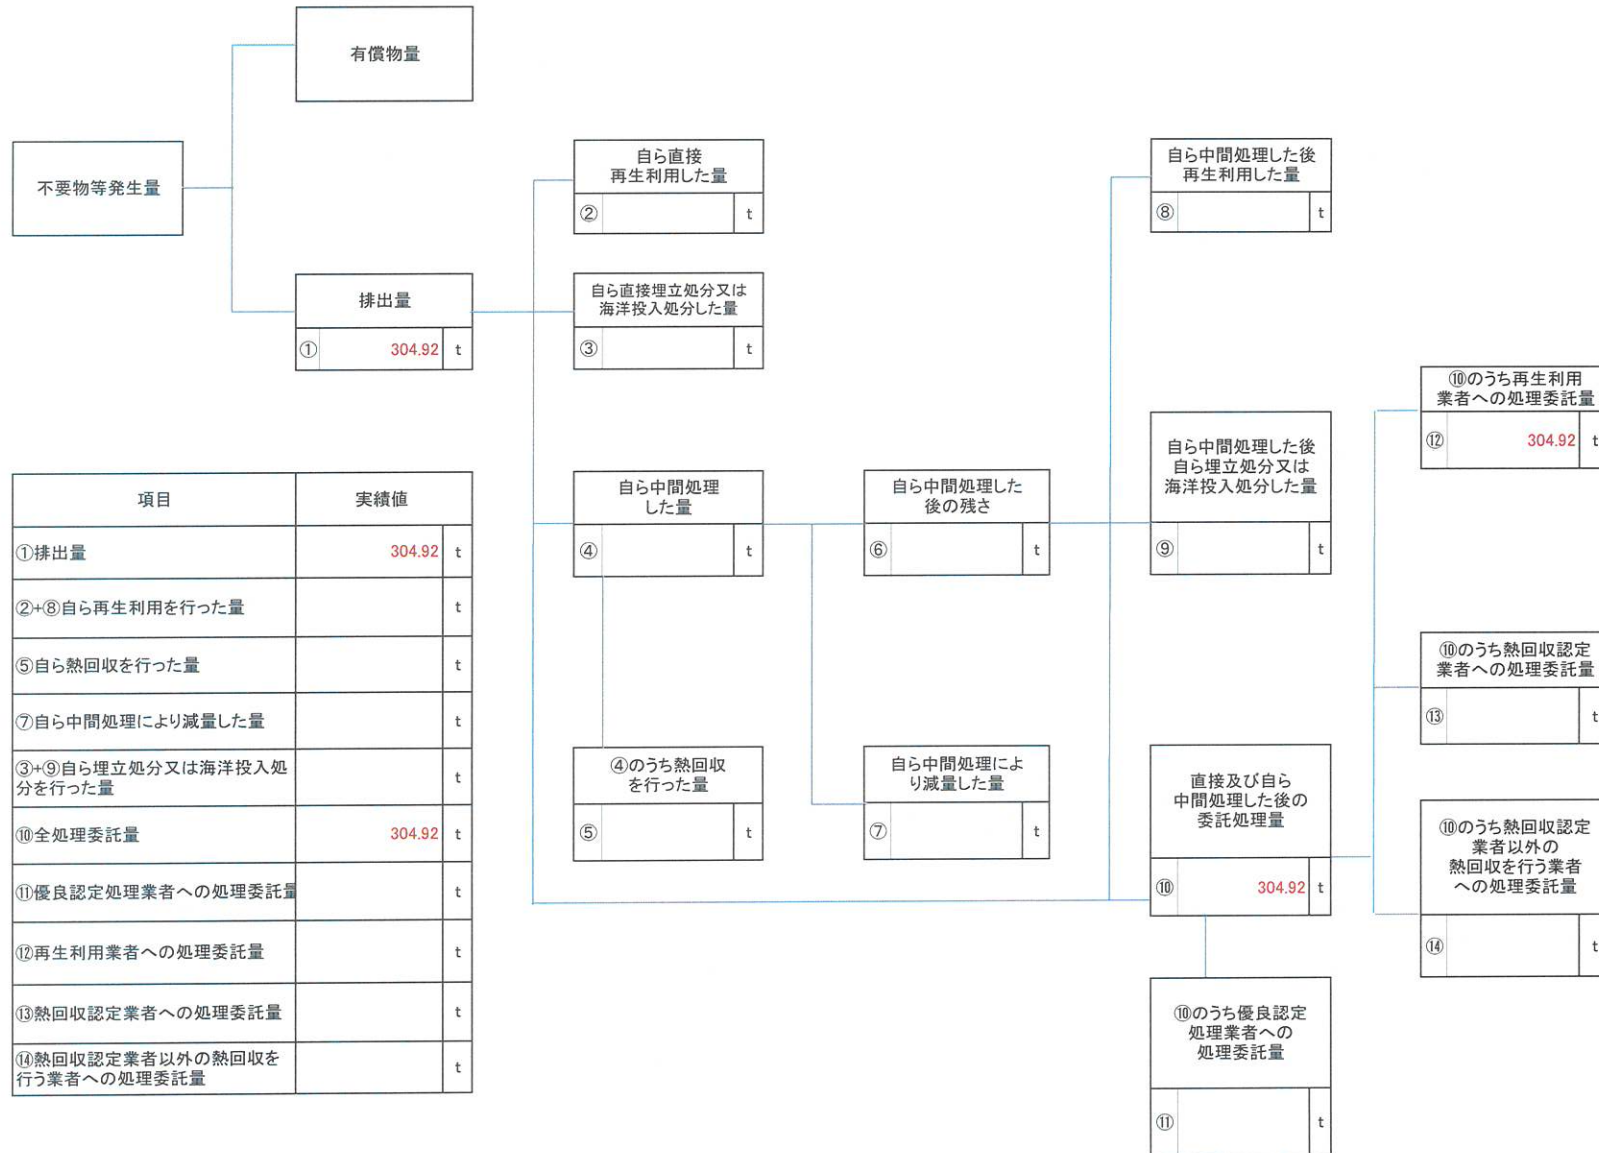 有償物量
不要物等発生量
排出量
① 304.92 t
自ら直接
再生利用した量
② t
自ら直接埋立処分又は
海洋投入処分した量
③ t
自ら中間処理
した量
④ t
④のうち熱回収
を行った量
⑤ t
自ら中間処理した
後の残さ
⑥ t
自ら中間処理によ
り減量した量
⑦ t
自ら中間処理した後
再生利用した量
⑧ t
自ら中間処理した後
自ら埋立処分又は
海洋投入処分した量
⑨ t
直接及び自ら
中間処理した後の
委託処理量
⑩ 304.92 t
⑩のうち優良認定
処理業者への
処理委託量
⑪ t
⑩のうち再生利用
業者への処理委託量
⑫ 304.92 t
⑩のうち熱回収認定
業者への処理委託量
⑬ t
⑩のうち熱回収認定
業者以外の
熱回収を行う業者
への処理委託量
⑭ t
項目 実績値
①排出量 304.92 t
②+⑧自ら再生利用を行った量 t
⑤自ら熱回収を行った量 t
⑦自ら中間処理により減量した量 t
③+⑨自ら埋立処分又は海洋投入処
分を行った量 t
⑩全処理委託量 304.92 t
⑪優良認定処理業者への処理委託量 t
⑫再生利用業者への処理委託量 t
⑬熱回収認定業者への処理委託量 t
⑭熱回収認定業者以外の熱回収を
行う業者への処理委託量 t